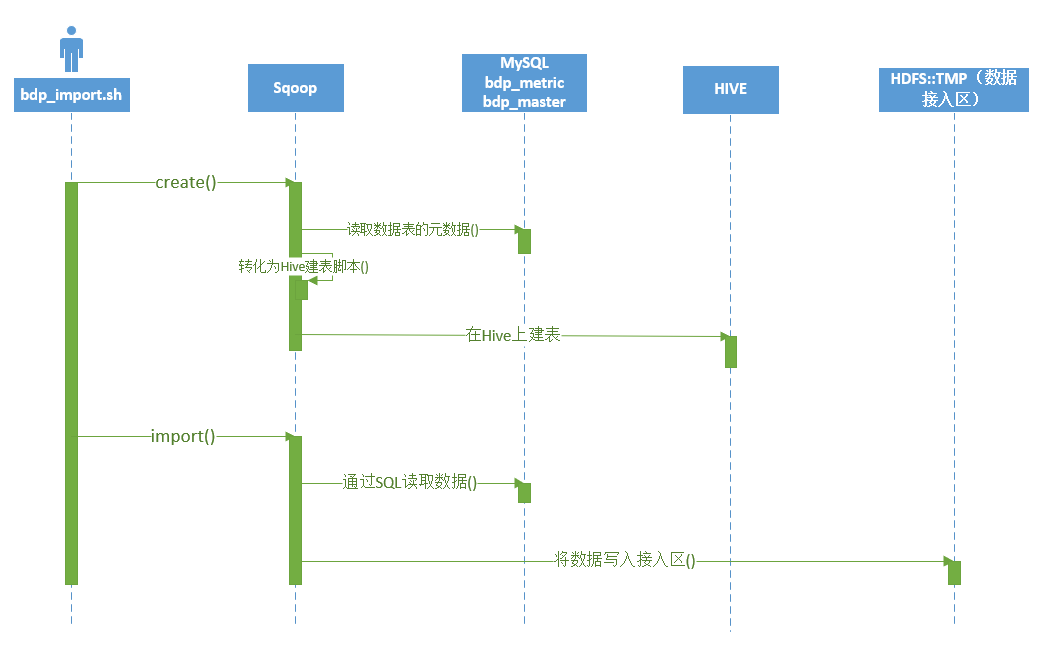 bdp_import.sh
Sqoop
MySQL
bdp_metric
bdp_master
HIVE
HDFS::TMP（数据
接入区）
create()
读取数据表的元数据()
转化为Hive建表脚本()
在Hive上建表
import()
通过SQL读取数据()
将数据写入接入区()